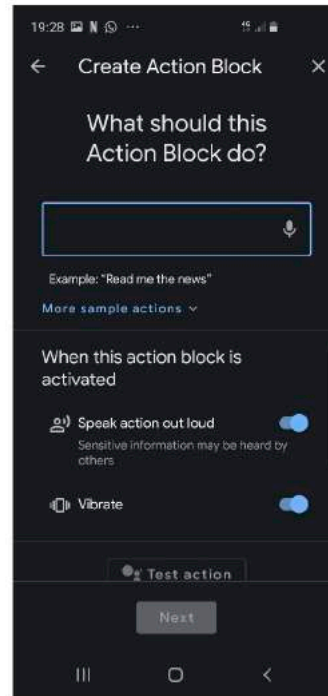 19:28
Create Action Block
What should this
Action Block do?
Example: "Read me the news"
More sample actions
When this action block is
activated
Speak action out loud
Sensitive information may be heard by
others
Vibrate
Test action
Next